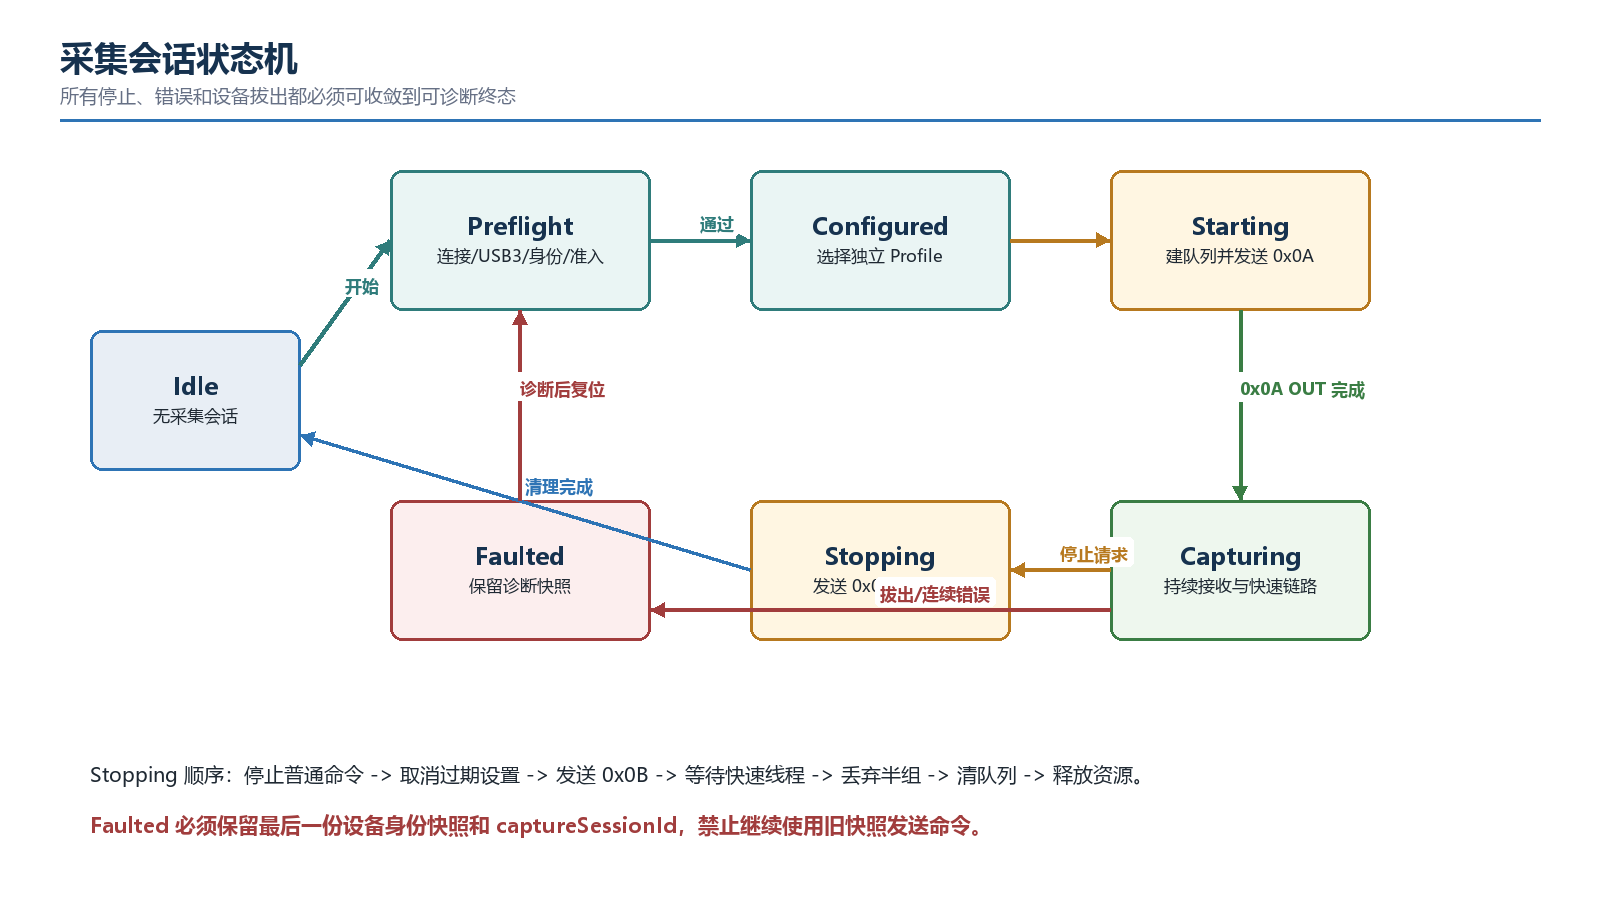 采集会话状态机
所有停止、错误和设备拔出都必须可收敛到可诊断终态
Preflight
连接/USB3/身份/准入
通过
Configured
选择独立 Profile
Starting
建队列并发送 0x0A
开始
Idle
无采集会话
诊断后复位
0x0A OUT 完成
清理完成
Faulted
保留诊断快照
Stopping
发送 0x0
停止请求
拔出/连续错误
Capturing
持续接收与快速链路
Stopping 顺序：停止普通命令 -> 取消过期设置 -> 发送 0x0B -> 等待快速线程 -> 丢弃半组 -> 清队列 -> 释放资源。
Faulted 必须保留最后一份设备身份快照和 captureSessionId，禁止继续使用旧快照发送命令。